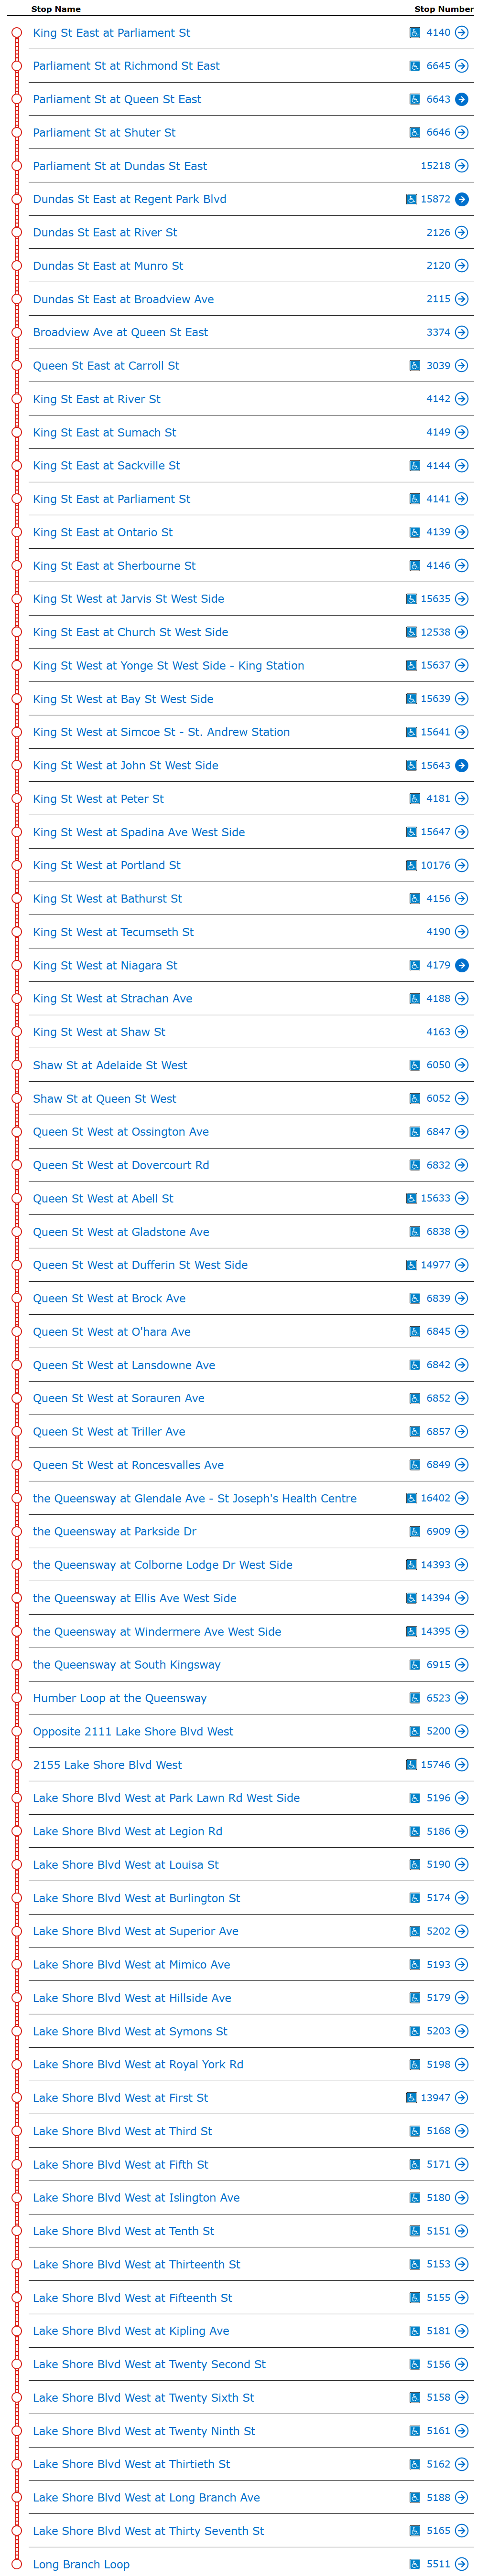 Stop Name Stop Number
King St East at Parliament St 4140
Parliament St at Richmond St East 6645
Parliament St at Queen St East 6643
Parliament St at Shuter St 6646
Parliament St at Dundas St East 15218
Dundas St East at Regent Park Blvd 15872
Dundas St East at River St 2126
Dundas St East at Munro St 2120
Dundas St East at Broadview Ave 2115
Broadview Ave at Queen St East 3374
Queen St East at Carroll St 3039
King St East at River St 4142
King St East at Sumach St 4149
King St East at Sackville St 4144
King St East at Parliament St 4141
King St East at Ontario St 4139
King St East at Sherbourne St 4146
King St West at Jarvis St West Side 15635
King St East at Church St West Side 12538
King St West at Yonge St West Side - King Station 15637
King St West at Bay St West Side 15639
King St West at Simcoe St - St. Andrew Station 15641
King St West at John St West Side 15643
King St West at Peter St 4181
King St West at Spadina Ave West Side 15647
King St West at Portland St 10176
King St West at Bathurst St 4156
King St West at Tecumseth St 4190
King St West at Niagara St 4179
King St West at Strachan Ave 4188
King St West at Shaw St 4163
Shaw St at Adelaide St West 6050
Shaw St at Queen St West 6052
Queen St West at Ossington Ave 6847
Queen St West at Dovercourt Rd 6832
Queen St West at Abell St 15633
Queen St West at Gladstone Ave 6838
Queen St West at Dufferin St West Side 14977
Queen St West at Brock Ave 6839
Queen St West at O'hara Ave 6845
Queen St West at Lansdowne Ave 6842
Queen St West at Sorauren Ave 6852
Queen St West at Triller Ave 6857
Queen St West at Roncesvalles Ave 6849
the Queensway at Glendale Ave - St Joseph's Health Centre 16402
the Queensway at Parkside Dr 6909
the Queensway at Colborne Lodge Dr West Side 14393
the Queensway at Ellis Ave West Side 14394
the Queensway at Windermere Ave West Side 14395
the Queensway at South Kingsway 6915
Humber Loop at the Queensway 6523
Opposite 2111 Lake Shore Blvd West 5200
2155 Lake Shore Blvd West 15746
Lake Shore Blvd West at Park Lawn Rd West Side 5196
Lake Shore Blvd West at Legion Rd 5186
Lake Shore Blvd West at Louisa St 5190
Lake Shore Blvd West at Burlington St 5174
Lake Shore Blvd West at Superior Ave 5202
Lake Shore Blvd West at Mimico Ave 5193
Lake Shore Blvd West at Hillside Ave 5179
Lake Shore Blvd West at Symons St 5203
Lake Shore Blvd West at Royal York Rd 5198
Lake Shore Blvd West at First St 13947
Lake Shore Blvd West at Third St 5168
Lake Shore Blvd West at Fifth St 5171
Lake Shore Blvd West at Islington Ave 5180
Lake Shore Blvd West at Tenth St 5151
Lake Shore Blvd West at Thirteenth St 5153
Lake Shore Blvd West at Fifteenth St 5155
Lake Shore Blvd West at Kipling Ave 5181
Lake Shore Blvd West at Twenty Second St 5156
Lake Shore Blvd West at Twenty Sixth St 5158
Lake Shore Blvd West at Twenty Ninth St 5161
Lake Shore Blvd West at Thirtieth St 5162
Lake Shore Blvd West at Long Branch Ave 5188
Lake Shore Blvd West at Thirty Seventh St 5165
Long Branch Loop 5511